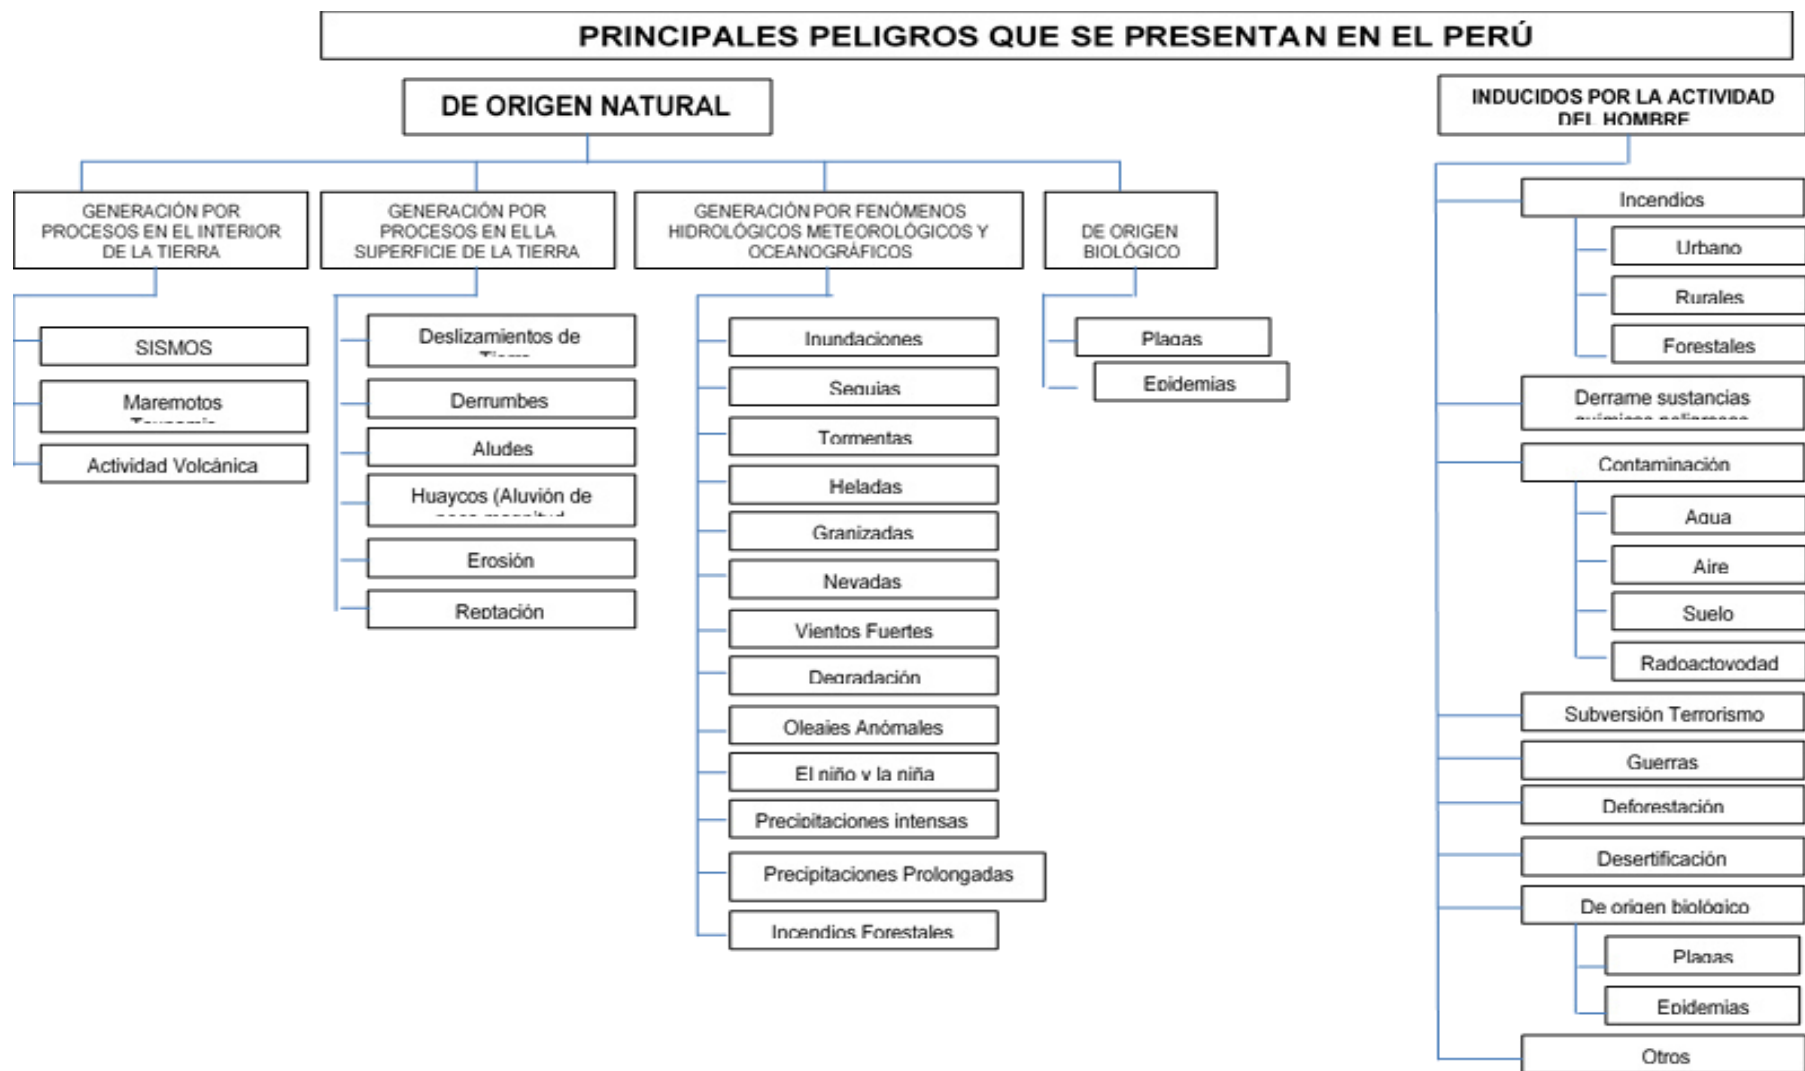 PRINCIPALES PELIGROS QUE SE PRESENTAN EN EL PERÚ
DE ORIGEN NATURAL
GENERACIÓN POR
PROCESOS EN EL INTERIOR
DE LA TIERRA
SISMOS
Maremotos
Actividad Volcánica
GENERACIÓN POR
PROCESOS EN EL LA
SUPERFICIE DE LA TIERRA
Deslizamientos de
Tierra
Derrumbes
Aludes
Huaycos (Aluvión de
poca magnitud
Erosión
Reptación
GENERACIÓN POR FENÓMENOS
HIDROLÓGICOS METEOROLÓGICOS Y
OCEANOGRÁFICOS
Inundaciones
Sequias
Tormentas
Heladas
Granizadas
Nevadas
Vientos Fuertes
Degradación
Oleajes Anómales
El niño y la niña
Precipitaciones intensas
Precipitaciones Prolongadas
Incendios Forestales
DE ORIGEN
BIOLÓGICO
Plagas
Epidemias
INDUCIDOS POR LA ACTIVIDAD
DEL HOMBRE
Incendios
Urbano
Rurales
Forestales
Derrame sustancias
químicas peligrosas
Contaminación
Agua
Aire
Suelo
Radoactovodad
Subversión Terrorismo
Guerras
Deforestación
Desertificación
De origen biológico
Plagas
Epidemias
Otros